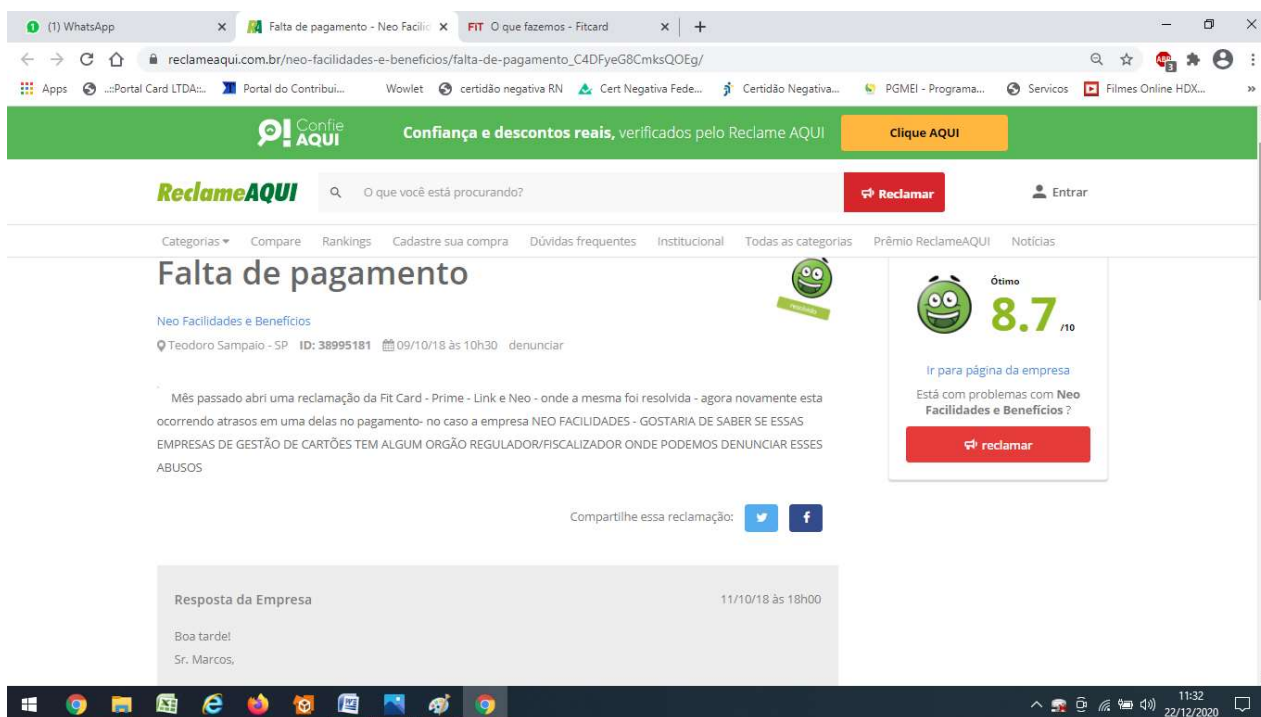 (1) WhatsApp
Falta de pagamento - Neo Facilid
FIT O que fazemos - Fitcard
reclameaqui.com.br/neo-facilidades-e-beneficios/falta-de-pagamento_C4DFyeG8CmksQOEg/
ABP
3
Apps
..::Portal Card LTDA::..
Portal do Contribui...
Wowlet
certidão negativa RN
Cert Negativa Fede...
Certidão Negativa...
PGMEI - Programa...
Servicos
Filmes Online HDX...
»
Confie
AQUI
Confiança e descontos reais, verificados pelo Reclame AQUI
Clique AQUI
ReclameAQUI
O que você está procurando?
Reclamar
Entrar
Categorias
Compare
Rankings
Cadastre sua compra
Dúvidas frequentes
Institucional
Todas as categorias
Prêmio ReclameAQUI
Notícias
Falta de pagamento
resolvido
Neo Facilidades e Benefícios
Teodoro Sampaio - SP ID: 38995181 09/10/18 às 10h30 denunciar
Mês passado abri uma reclamação da Fit Card - Prime - Link e Neo - onde a mesma foi resolvida - agora novamente esta
ocorrendo atrasos em uma delas no pagamento- no caso a empresa NEO FACILIDADES - GOSTARIA DE SABER SE ESSAS
EMPRESAS DE GESTÃO DE CARTÕES TEM ALGUM ORGÃO REGULADOR/FISCALIZADOR ONDE PODEMOS DENUNCIAR ESSES
ABUSOS
Compartilhe essa reclamação:
Resposta da Empresa
11/10/18 às 18h00
Boa tarde!
Sr. Marcos,
Ótimo
8.7 /10
Ir para página da empresa
Está com problemas com Neo
Facilidades e Benefícios ?
reclamar
11:32
22/12/2020